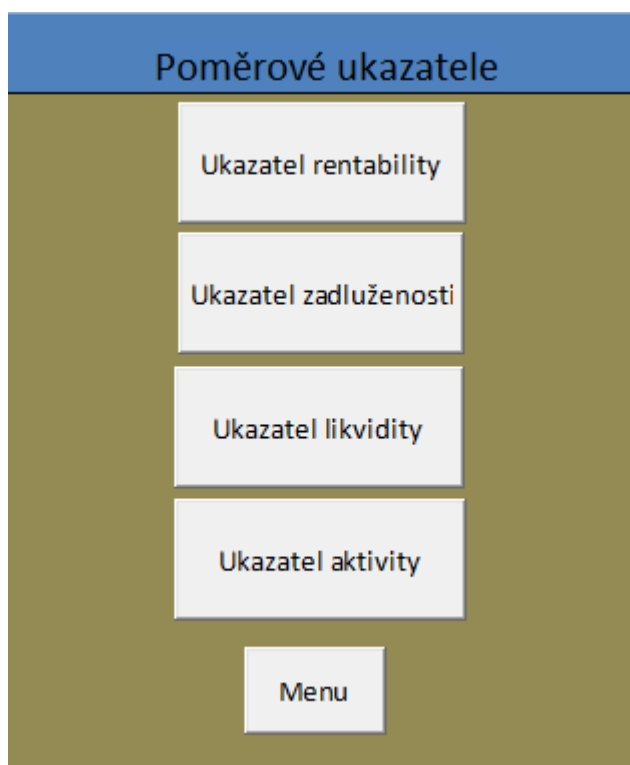 Poměrové ukazatele
Ukazatel rentability
Ukazatel zadluženosti
Ukazatel likvidity
Ukazatel aktivity
Menu